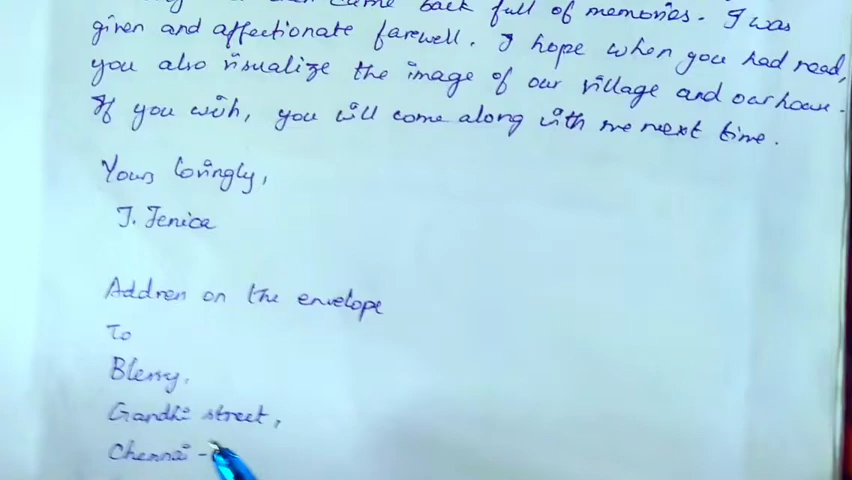 came back full of memories. I was
given and affectionate farewell. I hope when you had read,
you also visualize the image of our village and our house.
If you wish, you will come along with me next time.
Yours lovingly,
J. Jenica
Address on the envelope
To
Blessy,
Gandhi street,
Chennai -